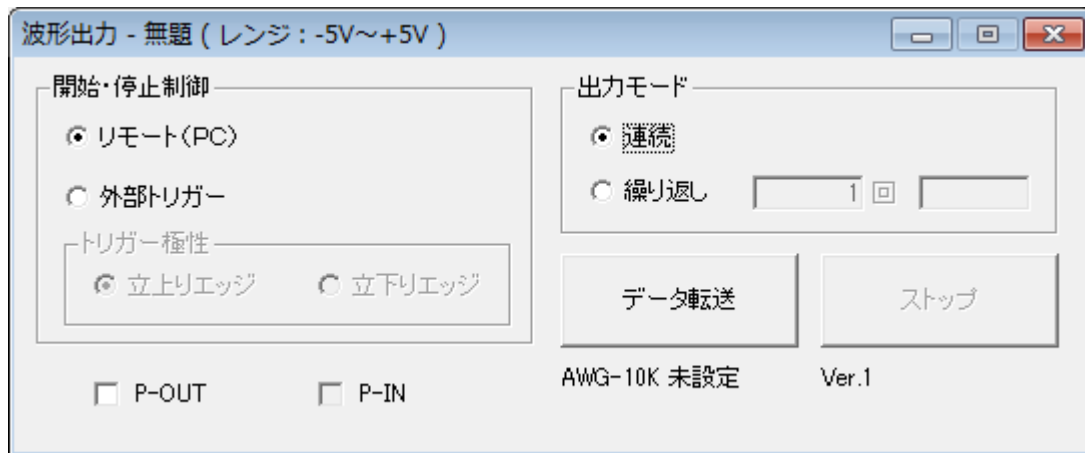 波形出力 - 無題 ( レンジ : -5V～+5V )
開始・停止制御
リモート(PC)
外部トリガー
トリガー極性
立上りエッジ 立下りエッジ
P-OUT P-IN
出力モード
連続
繰り返し 1 回
データ転送 ストップ
AWG-10K 未設定 Ver.1